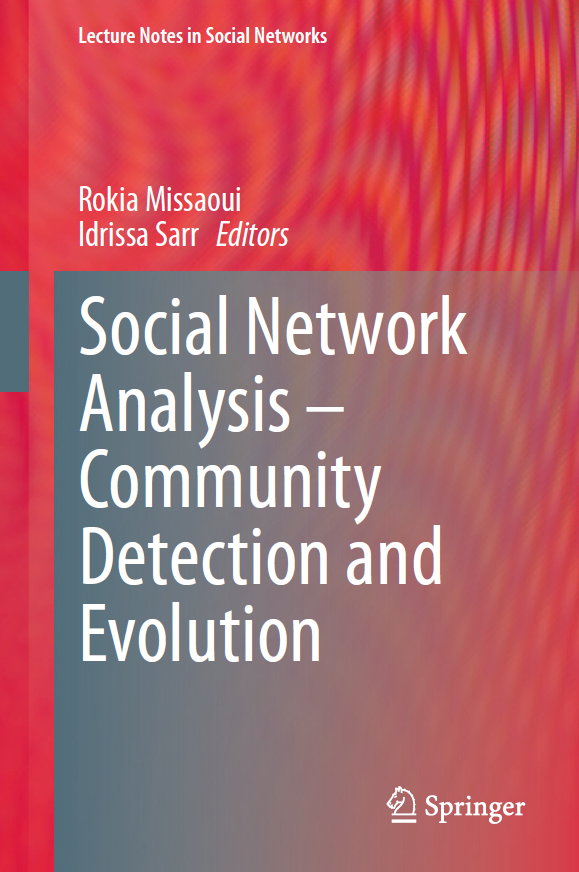 Lecture Notes in Social Networks
Rokia Missaoui
Idrissa Sarr Editors
Social Network
Analysis –
Community
Detection and
Evolution
Springer